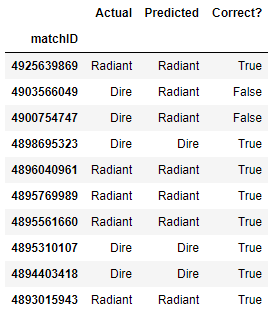 Actual Predicted Correct?
matchID
4925639869 Radiant Radiant True
4903566049 Dire Radiant False
4900754747 Dire Radiant False
4898695323 Dire Dire True
4896040961 Radiant Radiant True
4895769989 Radiant Radiant True
4895561660 Radiant Radiant True
4895310107 Dire Dire True
4894403418 Dire Dire True
4893015943 Radiant Radiant True